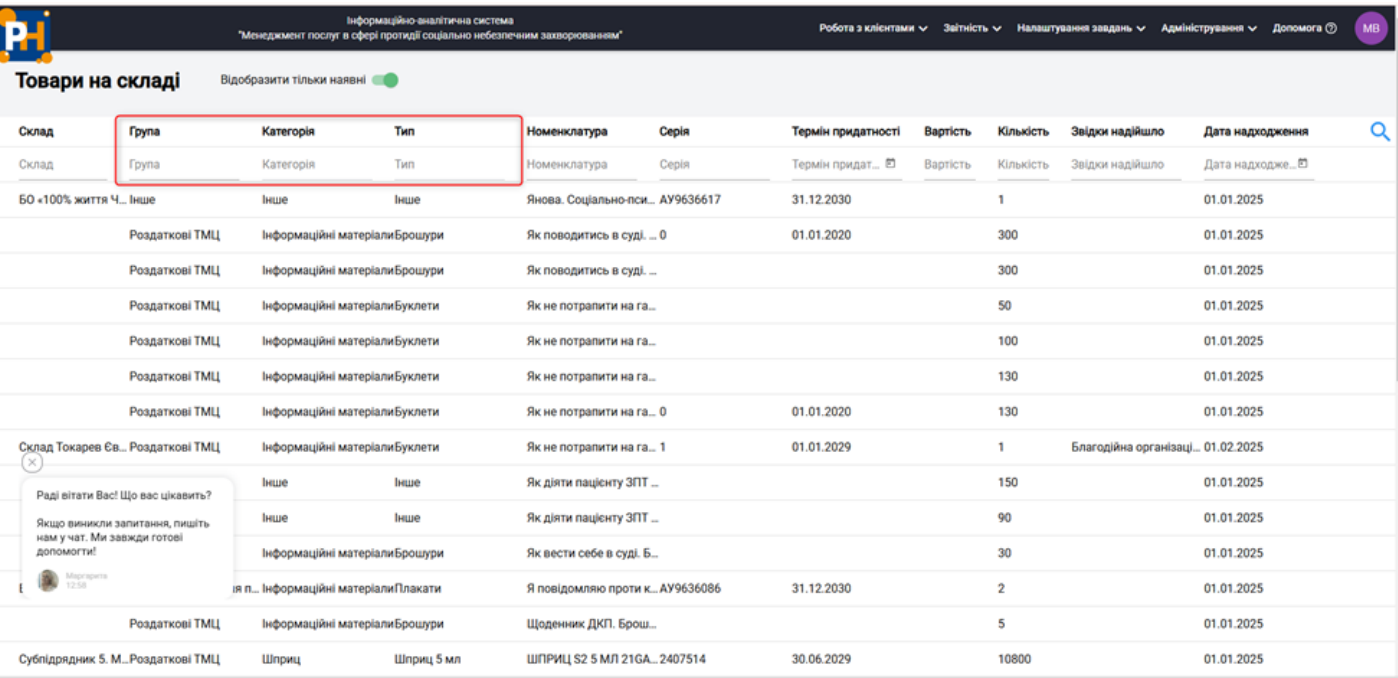 PH
Інформаційно-аналітична система
"Менеджмент послуг в сфері протидії соціально небезпечним захворюванням"
Робота з клієнтами Звітність Налаштування завдань Адміністрування Допомога MB
Товари на складі Відобразити тільки наявні
Склад Група Категорія Тип Номенклатура Серія Термін придатності Вартість Кількість Звідки надійшло Дата надходження
Склад Група Категорія Тип Номенклатура Серія Термін придат... Вартість Кількість Звідки надійшло Дата надходже...
БО «100% життя Ч... Інше Інше Інше Янова. Соціально-пси... АУ9636617 31.12.2030 1 01.01.2025
Роздаткові ТМЦ Інформаційні матеріали Брошури Як поводитись в суді. ... 0 01.01.2020 300 01.01.2025
Роздаткові ТМЦ Інформаційні матеріали Брошури Як поводитись в суді. ... 300 01.01.2025
Роздаткові ТМЦ Інформаційні матеріали Буклети Як не потрапити на га... 50 01.01.2025
Роздаткові ТМЦ Інформаційні матеріали Буклети Як не потрапити на га... 100 01.01.2025
Роздаткові ТМЦ Інформаційні матеріали Буклети Як не потрапити на га... 130 01.01.2025
Роздаткові ТМЦ Інформаційні матеріали Буклети Як не потрапити на га... 0 01.01.2020 130 01.01.2025
Склад Токарев Єв... Роздаткові ТМЦ Інформаційні матеріали Буклети Як не потрапити на га... 1 01.01.2029 1 Благодійна організаці... 01.02.2025
Інше Інше Як діяти пацієнту ЗПТ ... 150 01.01.2025
Інше Інше Як діяти пацієнту ЗПТ ... 90 01.01.2025
Інформаційні матеріали Брошури Як вести себе в суді. Б... 30 01.01.2025
ія п... Інформаційні матеріали Плакати Я повідомляю проти к... АУ9636086 31.12.2030 2 01.01.2025
Роздаткові ТМЦ Інформаційні матеріали Брошури Щоденник ДКП. Брош... 5 01.01.2025
Субпідрядник 5. М... Роздаткові ТМЦ Шприц Шприц 5 мл ШПРИЦ S2 5 МЛ 21GA... 2407514 30.06.2029 10800 01.01.2025
Раді вітати Вас! Що вас цікавить?
Якщо виникли запитання, пишіть
нам у чат. Ми завжди готові
допомогти!
Маргарита
12:58